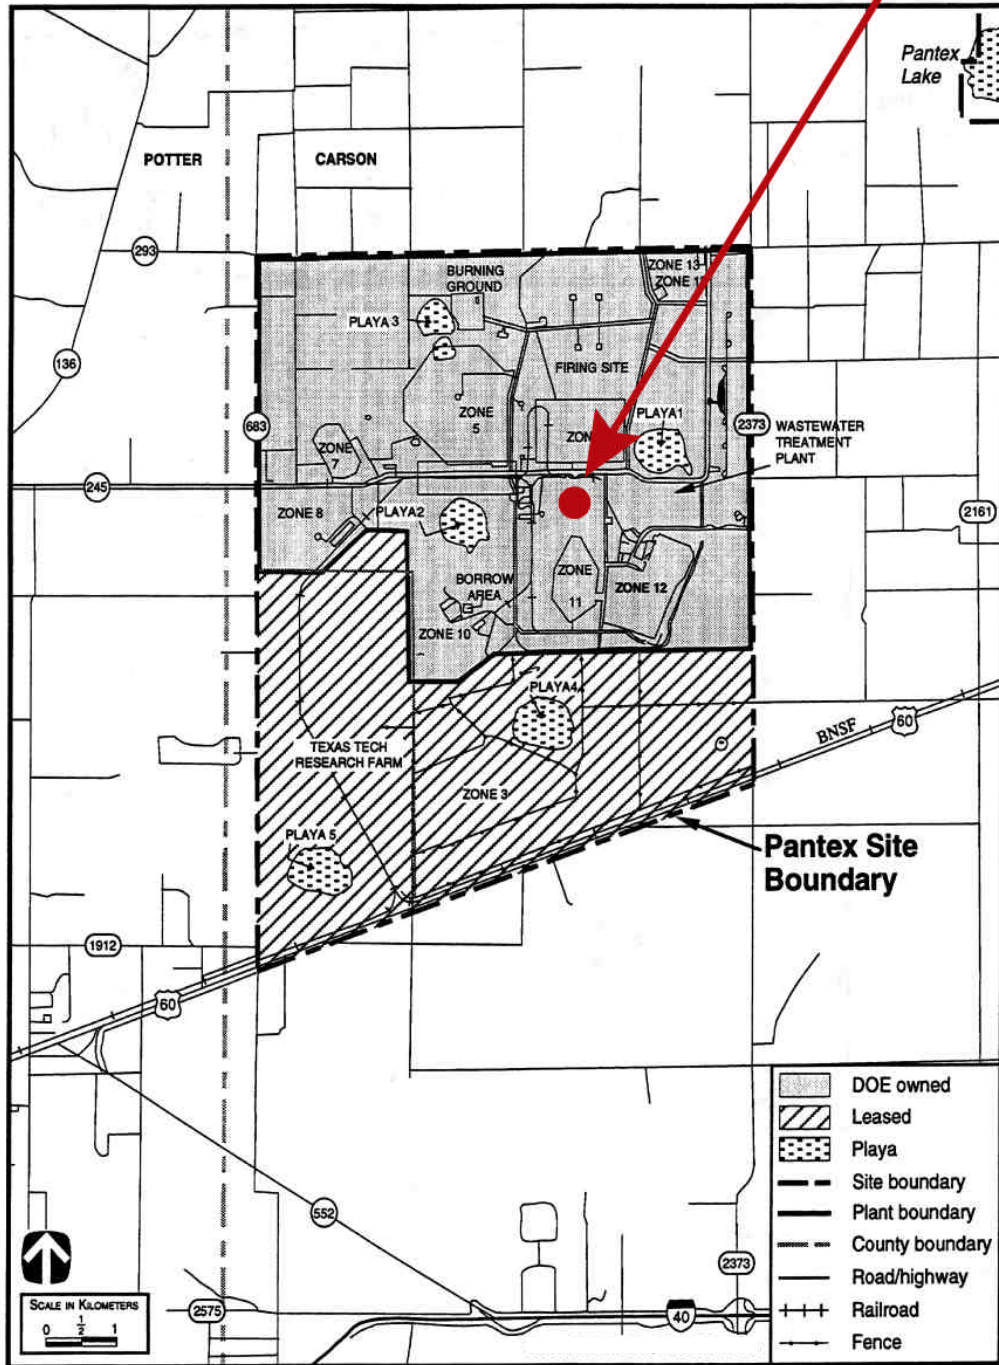 Pantex
Lake
POTTER
CARSON
293
BURNING
GROUND
ZONE 13
ZONE
PLAYA 3
136
FIRING SITE
683
ZONE
5
PLAYA1
2373
WASTEWATER
TREATMENT
PLANT
ZONE
7
245
ZONE 8
PLAYA2
2161
BORROW
AREA
ZONE
11
ZONE 12
ZONE 10
PLAYA4
BNSF
60
TEXAS TECH
RESEARCH FARM
ZONE 3
PLAYA 5
Pantex Site
Boundary
1912
60
552
2575
40
2373
DOE owned
Leased
Playa
Site boundary
Plant boundary
County boundary
Road/highway
Railroad
Fence
SCALE IN KILOMETERS
0 1/2 1